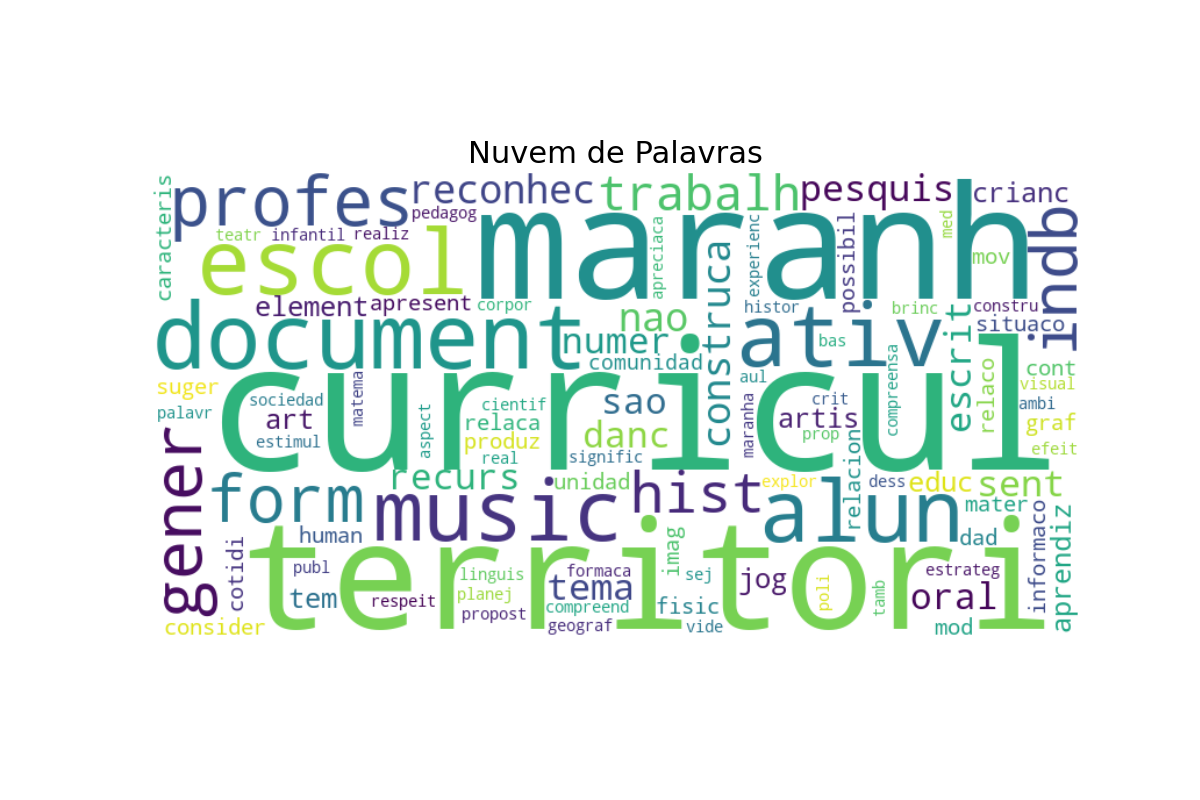 Nuvem de Palavras
caracteris
profes
reconhec
trabalh
pesquis
crianc
pedagog
teatr
infantil
realiz
maranh
escol
apreciaca
experienc
possibil
med
mov
indb
construca
element
apresent
corpor
histor
brinc
constru
document
nao
numer
ativ
situaco
escrit
comunidad
bas
compreensa
relaco
cont
suger
sociedad
matema
curricul
aul
visual
palavr
art
aspect
cientif
relaca
sao
maranha
crit
artis
ambi
graf
estimul
produz
danc
prop
real
signific
efeit
gener
form
recurs
music
unidad
hist
explor
alun
relacion
dess
educ
sent
mater
human
territori
imag
dad
informaco
aprendiz
cotidi
publ
linguis
formaca
sej
jog
estrateg
tem
respeit
planej
tema
compreend
fisic
poli
tamb
oral
consider
propost
geograf
vide
mod